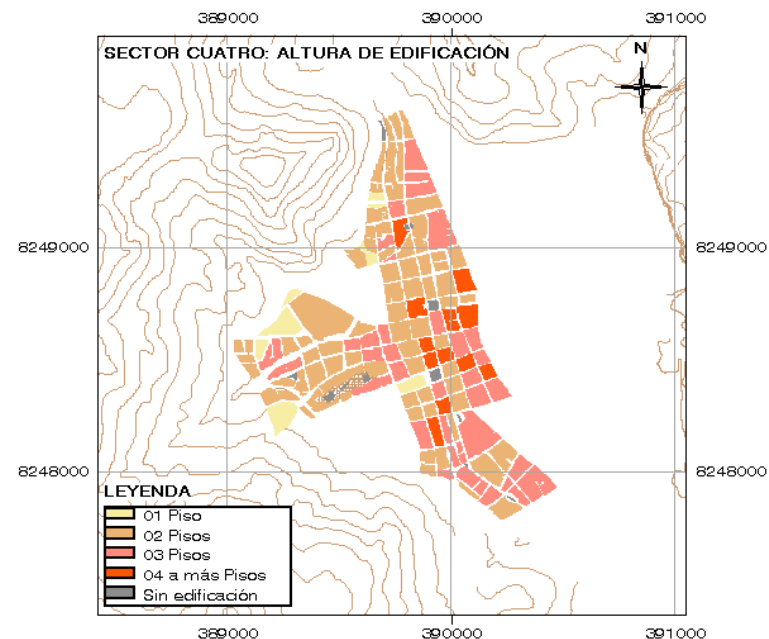 389000 390000 391000
SECTOR CUATRO: ALTURA DE EDIFICACIÓN
N
8249000 8249000
8248000 8248000
LEYENDA
01 Piso
02 Pisos
03 Pisos
04 a más Pisos
Sin edificación
389000 390000 391000